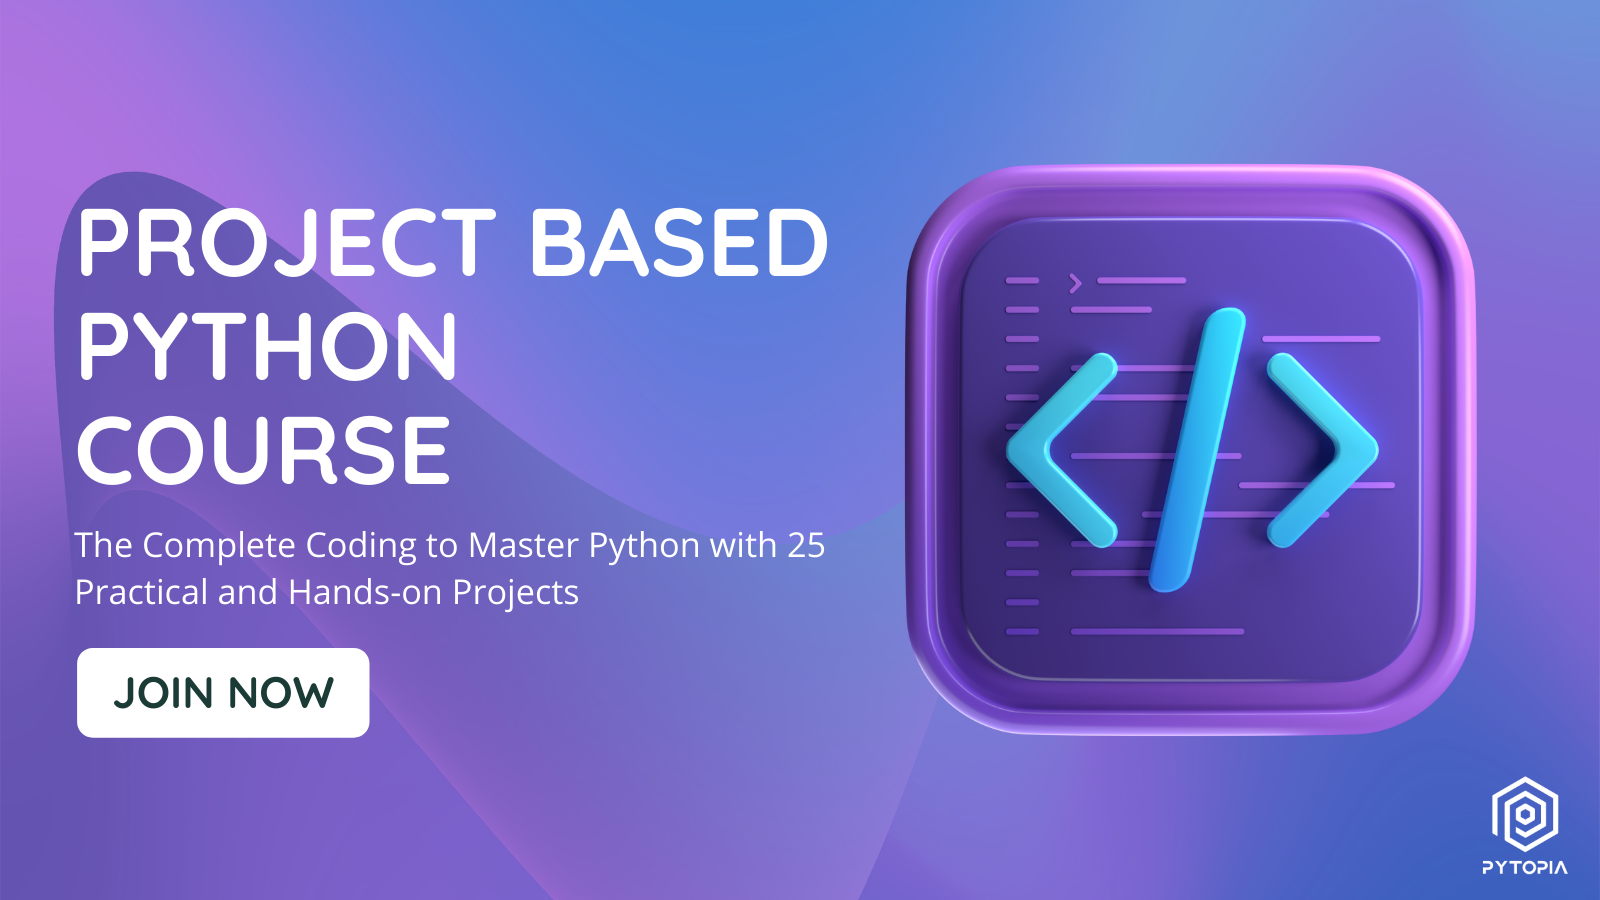 PROJECT BASED
PYTHON
COURSE
The Complete Coding to Master Python with 25
Practical and Hands-on Projects
JOIN NOW
PYTOPIA